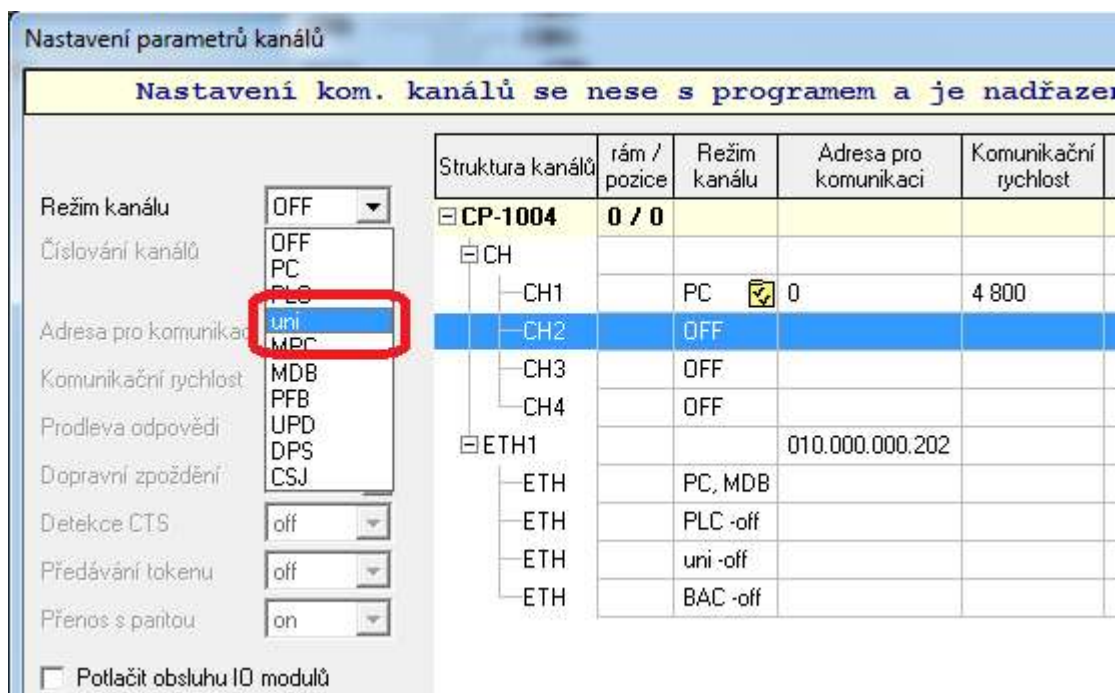 Nastavení parametrů kanálů
Nastavení kom. kanálů se nese s programem a je nadřazen
Režim kanálu OFF
Číslování kanálů
OFF
PC
PLC
uni
MPC
MDB
PFB
UPD
DPS
CSJ
Adresa pro komunikac
Komunikační rychlost
Prodleva odpovědi
Dopravní zpoždění
Detekce CTS off
Předávání tokenu off
Přenos s paritou on
Potlačit obsluhu IO modulů
Struktura kanálů rám / pozice Režim kanálu Adresa pro komunikaci Komunikační rychlost
CP-1004 0 / 0
CH
CH1 PC 0 4 800
CH2 OFF
CH3 OFF
CH4 OFF
ETH1 010.000.000.202
ETH PC, MDB
ETH PLC -off
ETH uni -off
ETH BAC -off